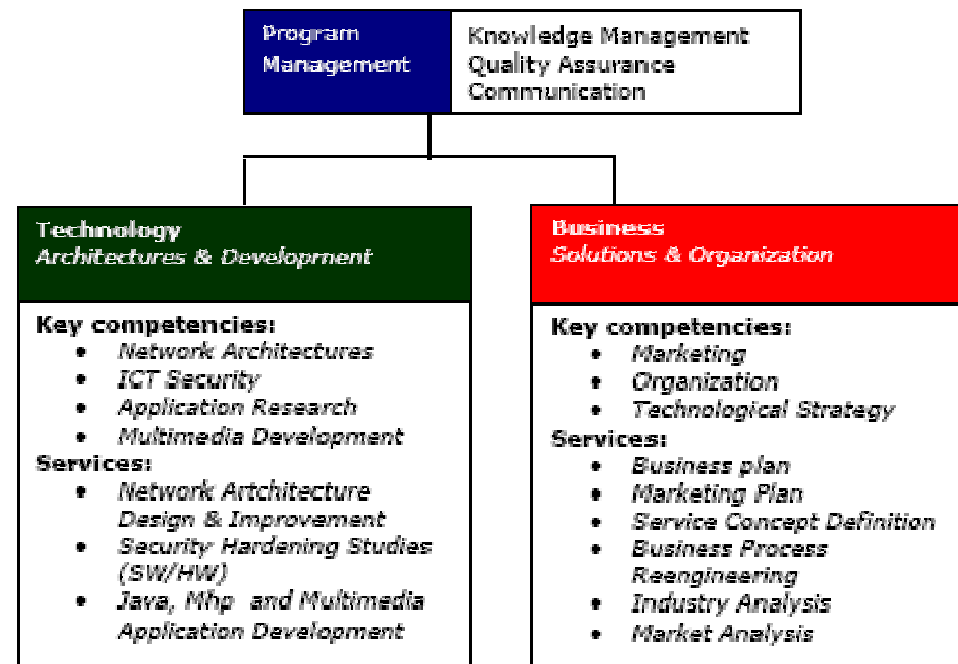 Program
Management
Knowledge Management
Quality Assurance
Communication
Technology
Architectures & Development
Key competencies:
• Network Architectures
• ICT Security
• Application Research
• Multimedia Development
Services:
• Network Artchitecture
Design & Improvement
• Security Hardening Studies
(SW/HW)
• Java, Mhp and Multimedia
Application Development
Business
Solutions & Organization
Key competencies:
• Marketing
• Organization
• Technological Strategy
Services:
• Business plan
• Marketing Plan
• Service Concept Definition
• Business Process
Reengineering
• Industry Analysis
• Market Analysis